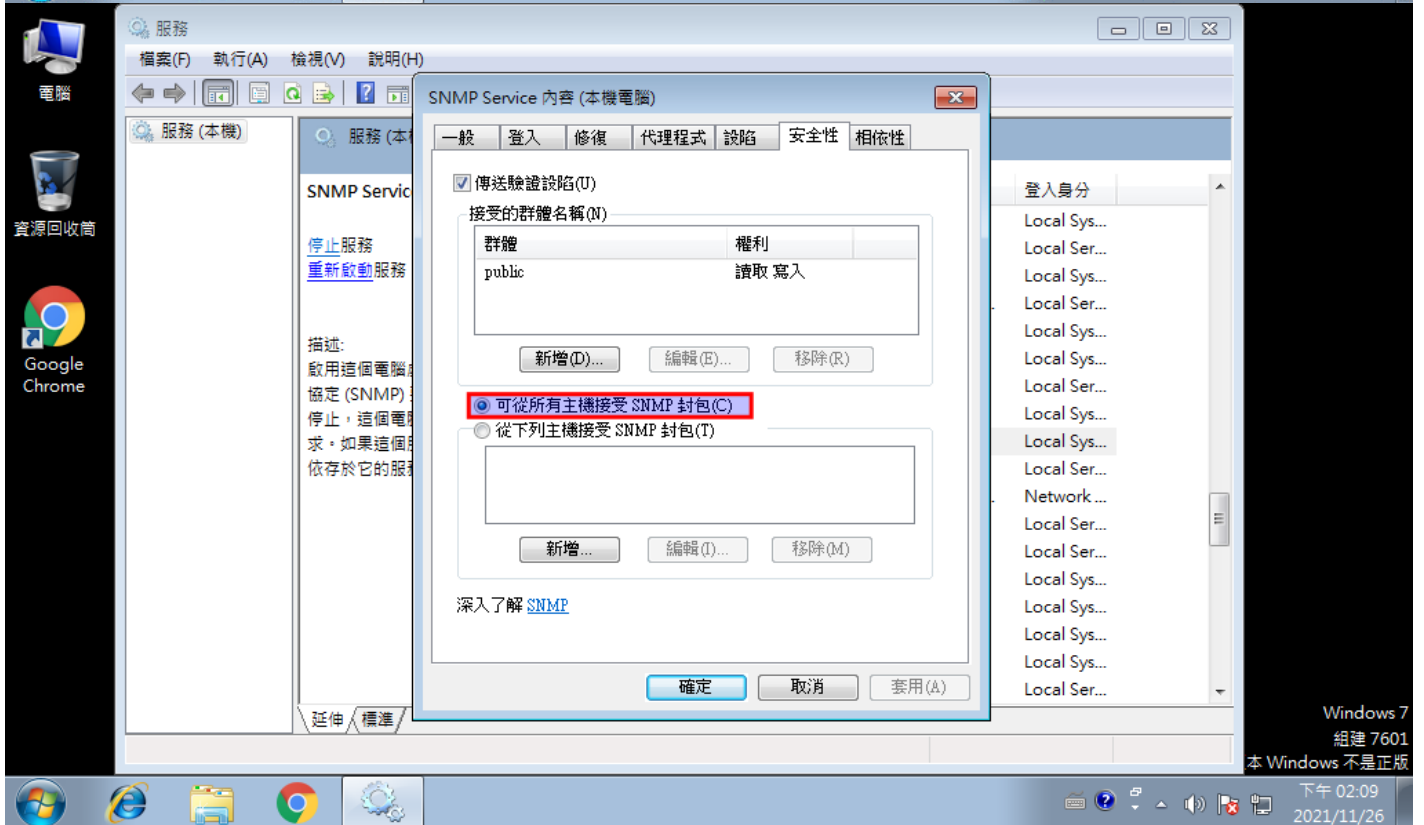 電腦
資源回收筒
Google
Chrome
服務
檔案(F) 執行(A) 檢視(V) 說明(H)
服務 (本機)
服務 (本
SNMP Servic
停止服務
重新啟動服務
描述:
啟用這個電腦
協定 (SNMP)
停止，這個電
求。如果這個
依存於它的服
延伸 標準
SNMP Service 內容 (本機電腦)
一般 登入 修復 代理程式 設陷 安全性 相依性
傳送驗證設陷(U)
接受的群體名稱(N)
群體 權利
public 讀取 寫入
新增(D)... 編輯(E)... 移除(R)
可從所有主機接受 SNMP 封包(C)
從下列主機接受 SNMP 封包(T)
新增... 編輯(I)... 移除(M)
深入了解 SNMP
確定 取消 套用(A)
登入身分
Local Sys...
Local Ser...
Local Sys...
Local Ser...
Local Sys...
Local Sys...
Local Ser...
Local Sys...
Local Sys...
Local Ser...
Network ...
Local Ser...
Local Ser...
Local Sys...
Local Sys...
Local Sys...
Local Sys...
Local Ser...
Windows 7
組建 7601
本 Windows 不是正版
下午 02:09
2021/11/26